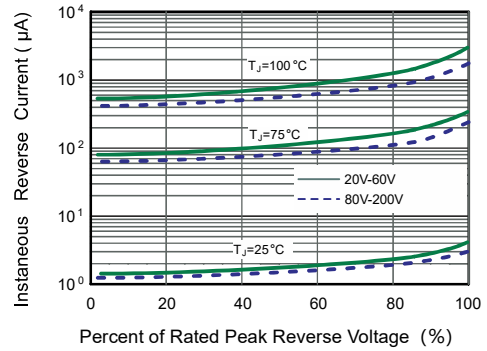 Instaneous Reverse Current ( μA)
10⁴
10³
10²
10¹
10⁰
TJ=100°C
TJ=75°C
20V-60V
80V-200V
TJ=25°C
0 20 40 60 80 100
Percent of Rated Peak Reverse Voltage (%)